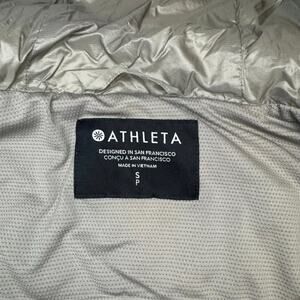 ATHLETA
DESIGNED IN SAN FRANCISCO
CONÇU A SAN FRANCISCO
MADE IN VIETNAM
S
P